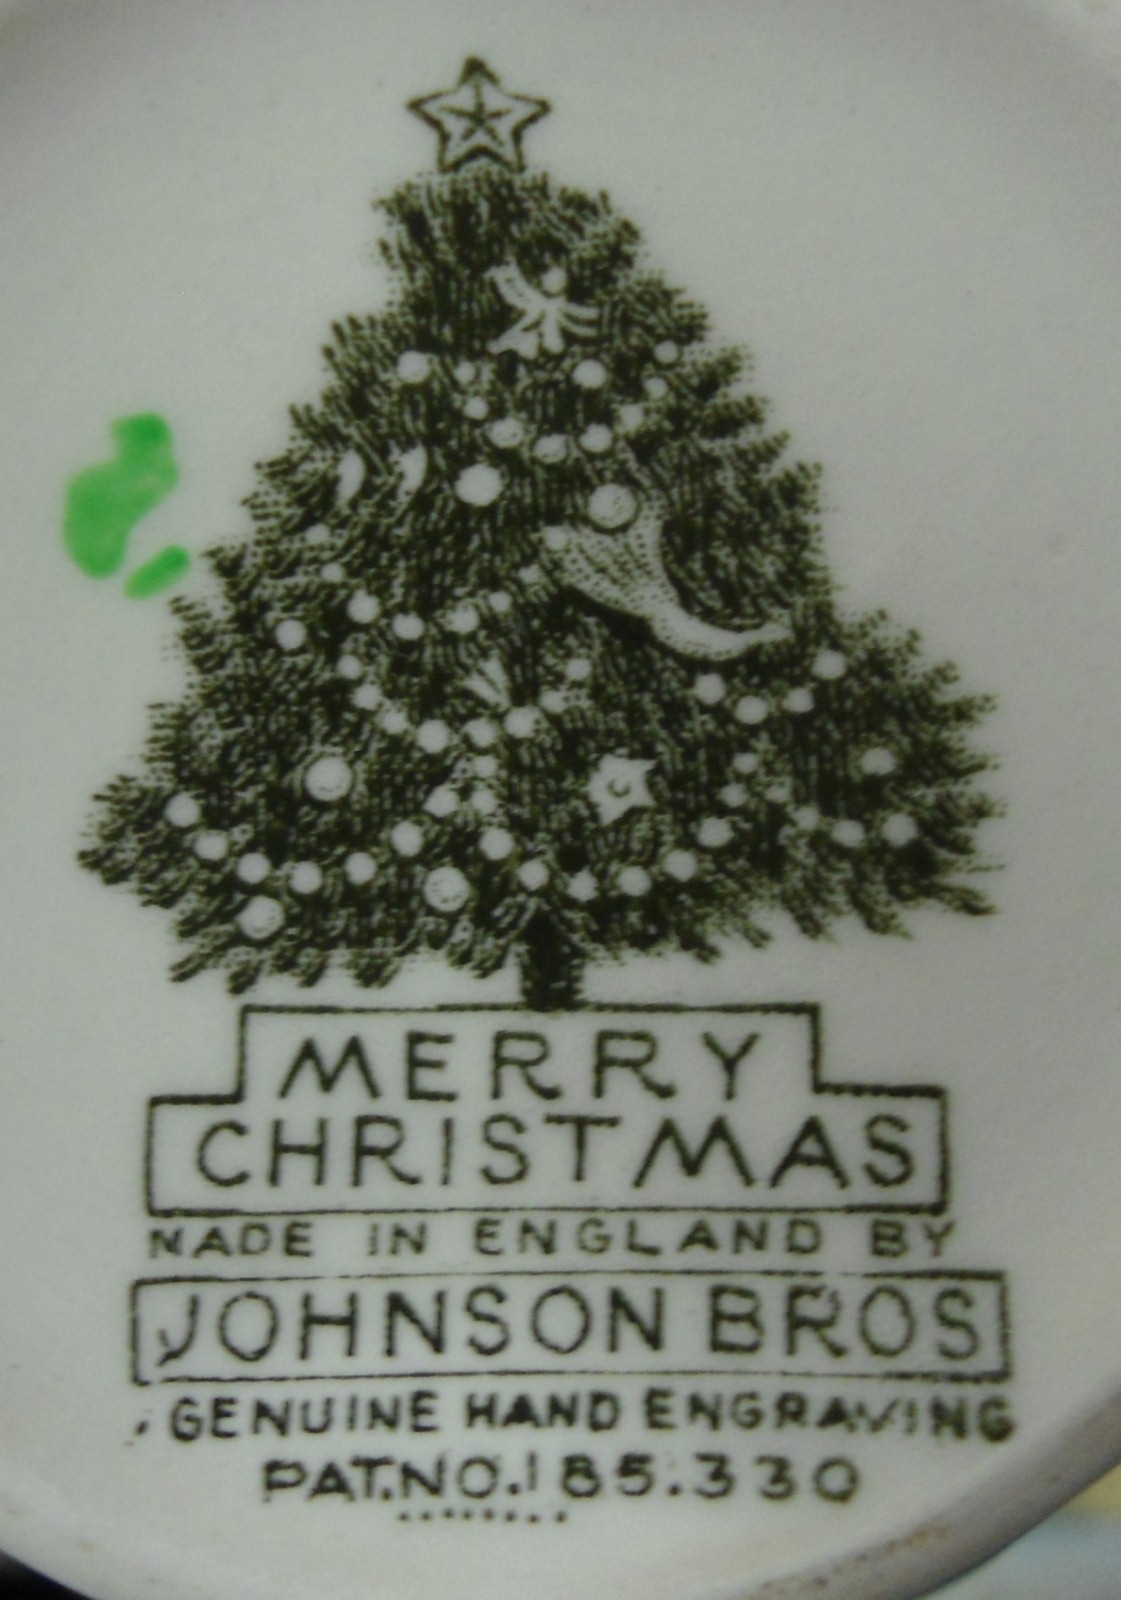 MERRY
CHRISTMAS
MADE IN ENGLAND BY
JOHNSON BROS
GENUINE HAND ENGRAVING
PAT.NO.185.330